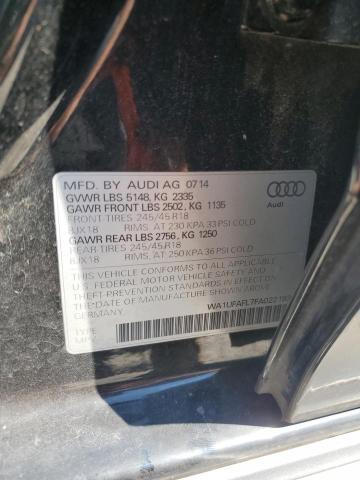 MFD. BY AUDI AG 07/14
GVWR LBS 5148, KG 2335
GAWR FRONT LBS 2502, KG 1135
FRONT-TIRES 245/45 R18
8JX18 RIMS, AT 230 KPA 33 PSI COLD
GAWR REAR LBS 2756, KG 1250
REAR-TIRES 245/45 R18
8JX18 RIMS, AT 250 KPA 36 PSI COLD
Audi
THIS VEHICLE CONFORMS TO ALL APPLICABLE
U.S. FEDERAL MOTOR VEHICLE SAFETY AND
THEFT-PREVENTION STANDARDS IN EFFECT ON THE
DATE OF MANUFACTURE SHOWN ABOVE.
WA1UFAFL7FA0221
TYPE